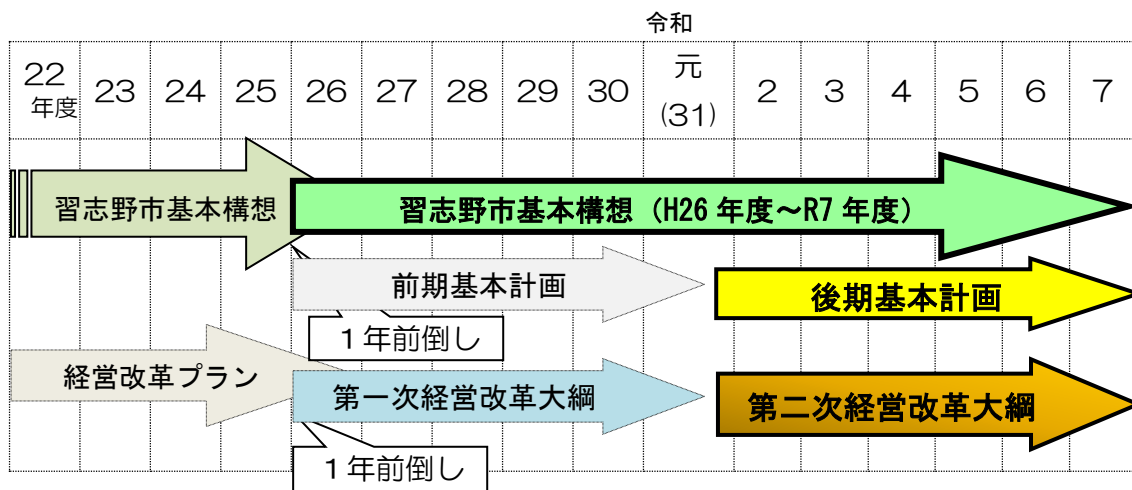 令和
22年度 23 24 25 26 27 28 29 30 元(31) 2 3 4 5 6 7
習志野市基本構想
習志野市基本構想（H26 年度～R7 年度）
前期基本計画
後期基本計画
１年前倒し
経営改革プラン
第一次経営改革大綱
第二次経営改革大綱
１年前倒し